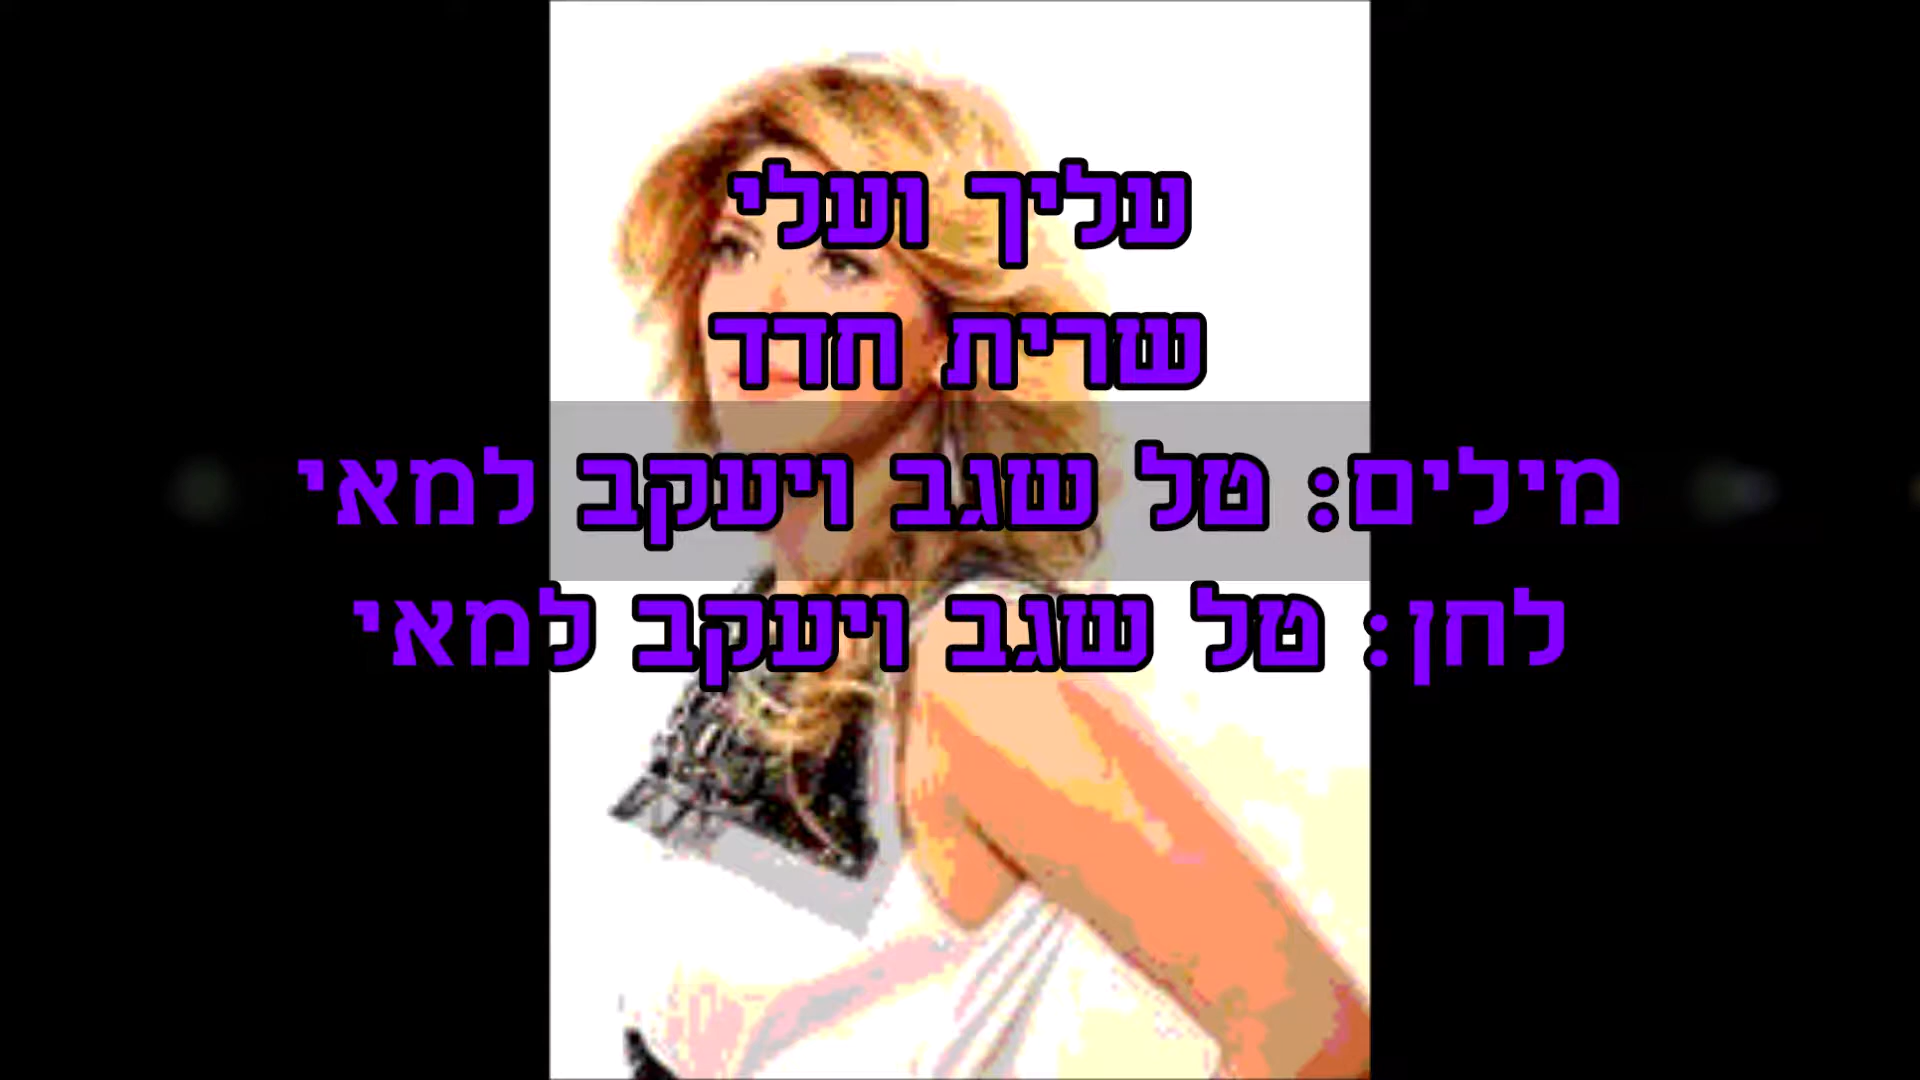 עליך ועלי
שרית חדד
מילים: טל שגב ויעקב למאי
לחן: טל שגב ויעקב למאי